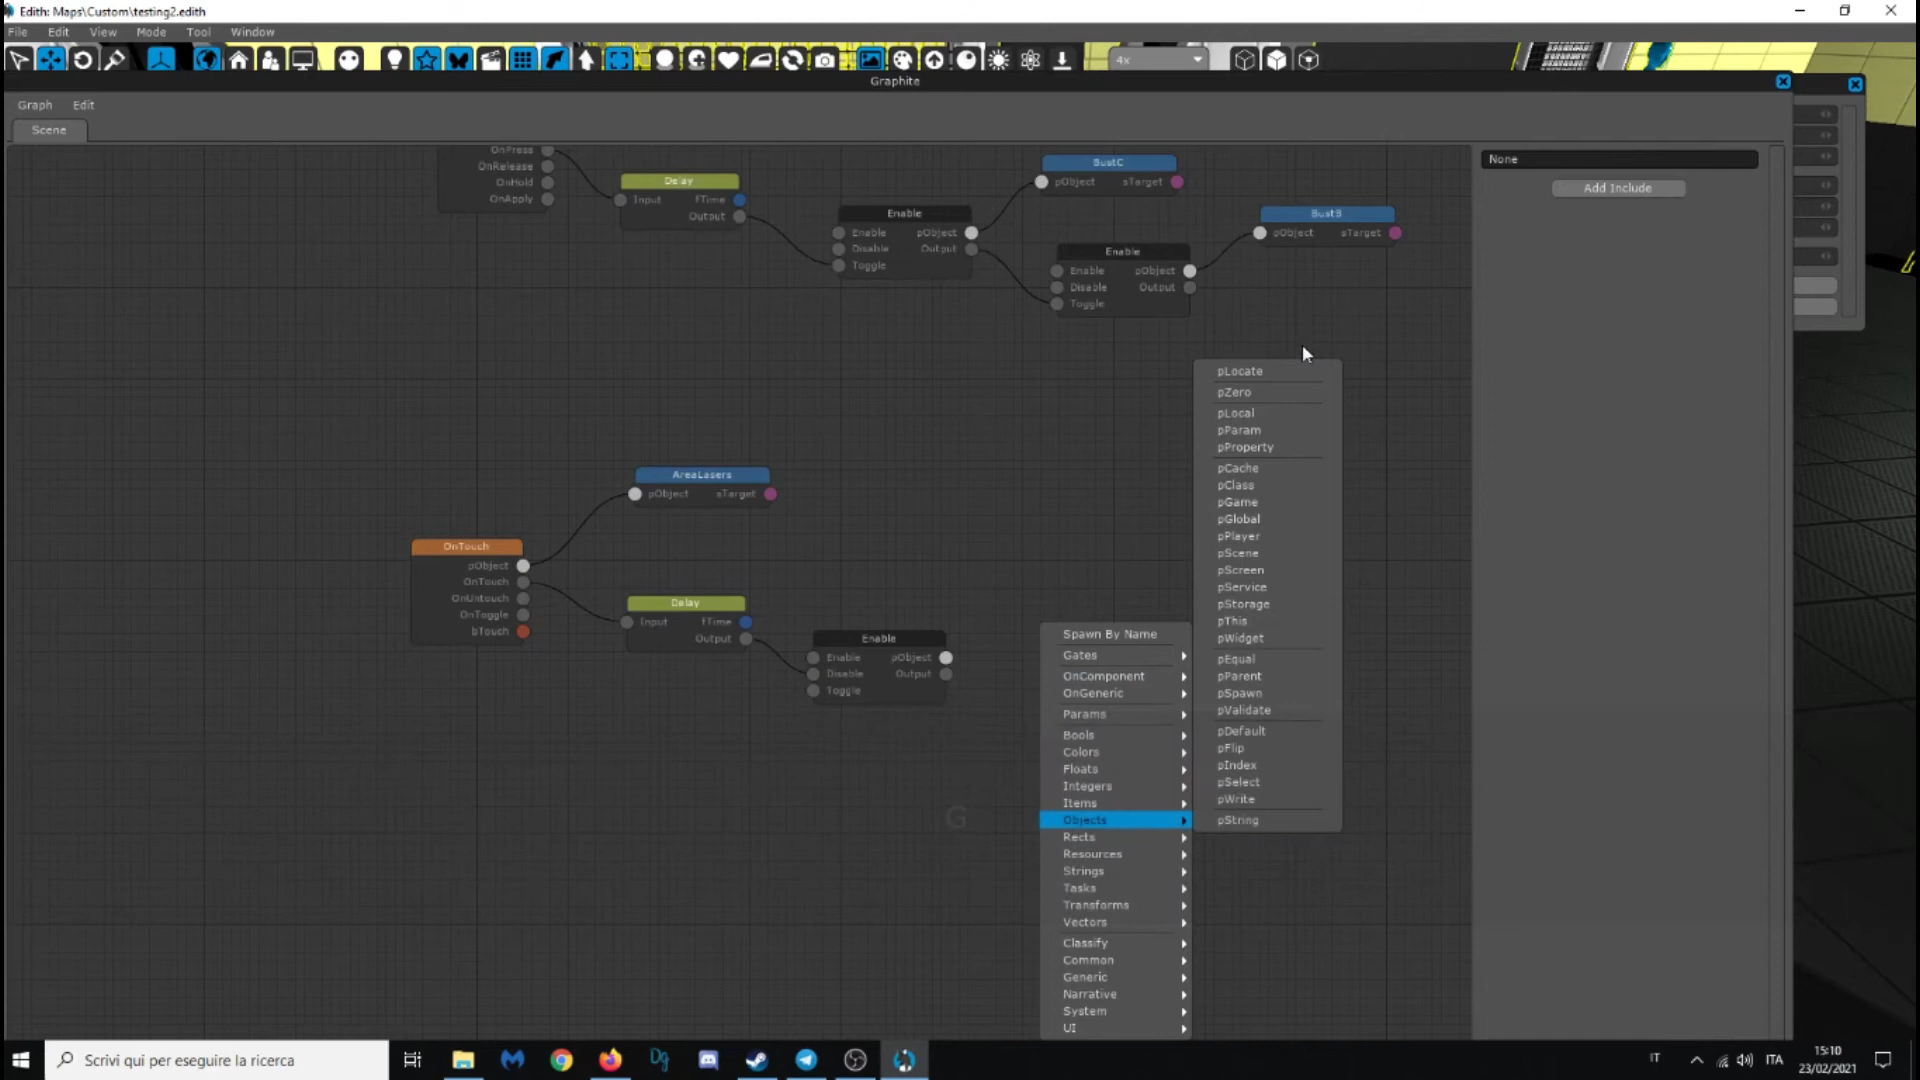 Edith: Maps\Custom\testing2.edith
File Edit View Mode Tool Window
4x
Graphite
Graph Edit
Scene
None
Add Include
OnPress
OnRelease
OnHold
OnApply
Delay
Input fTime
Output
Enable
Enable pObject
Disable Output
Toggle
BustC
pObject sTarget
Enable
Enable pObject
Disable Output
Toggle
BustB
pObject sTarget
AreaLasers
pObject sTarget
OnTouch
pObject
OnTouch
OnUntouch
OnToggle
bTouch
Delay
Input fTime
Output
Enable
Enable pObject
Disable Output
Toggle
G
Spawn By Name
Gates
OnComponent
OnGeneric
Params
Bools
Colors
Floats
Integers
Items
Objects
Rects
Resources
Strings
Tasks
Transforms
Vectors
Classify
Common
Generic
Narrative
System
UI
pLocate
pZero
pLocal
pParam
pProperty
pCache
pClass
pGame
pGlobal
pPlayer
pScene
pScreen
pService
pStorage
pThis
pWidget
pEqual
pParent
pSpawn
pValidate
pDefault
pFlip
pIndex
pSelect
pWrite
pString
Scrivi qui per eseguire la ricerca
Dg
IT
ITA
15:10
23/02/2021